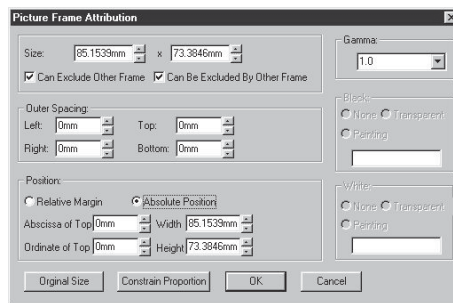 Picture Frame Attribution
Size: 85.1539mm x 73.3846mm
Can Exclude Other Frame Can Be Excluded By Other Frame
Outer Spacing:
Left: 0mm Top: 0mm
Right: 0mm Bottom: 0mm
Position:
Relative Margin Absolute Position
Abscissa of Top 0mm Width 85.1539mm
Ordinate of Top 0mm Height 73.3846mm
Gamma:
1.0
Black:
None Transparent
Painting
White:
None Transparent
Painting
Orginal Size Constrain Proportion OK Cancel